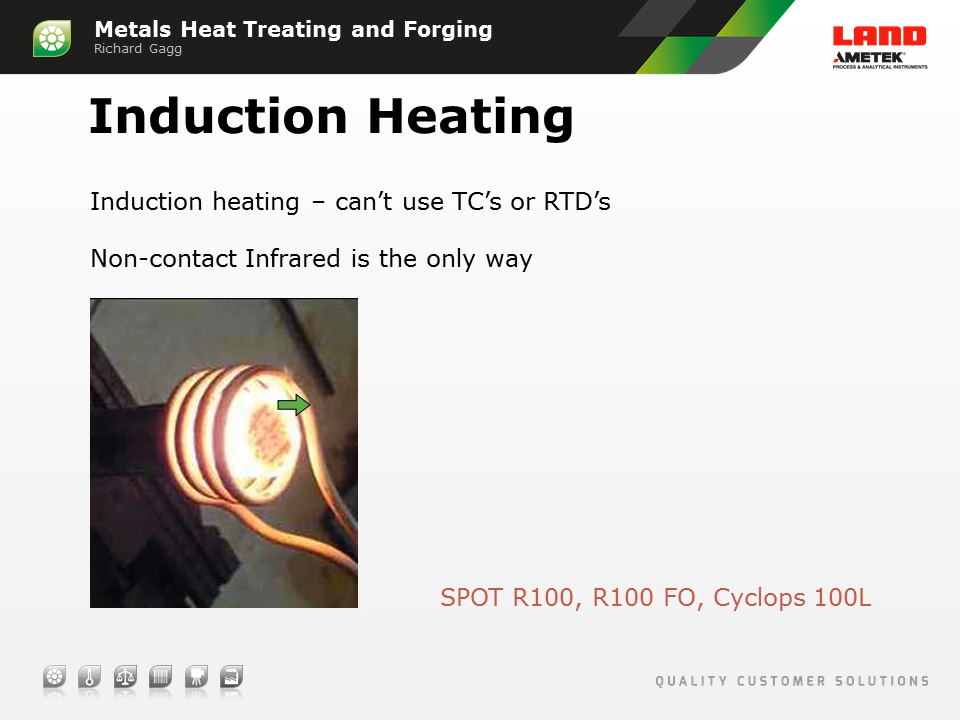 Metals Heat Treating and Forging
Richard Gagg
LAND
AMETEK®
PROCESS & ANALYTICAL INSTRUMENTS
Induction Heating
Induction heating – can’t use TC’s or RTD’s
Non-contact Infrared is the only way
SPOT R100, R100 FO, Cyclops 100L
QUALITY CUSTOMER SOLUTIONS